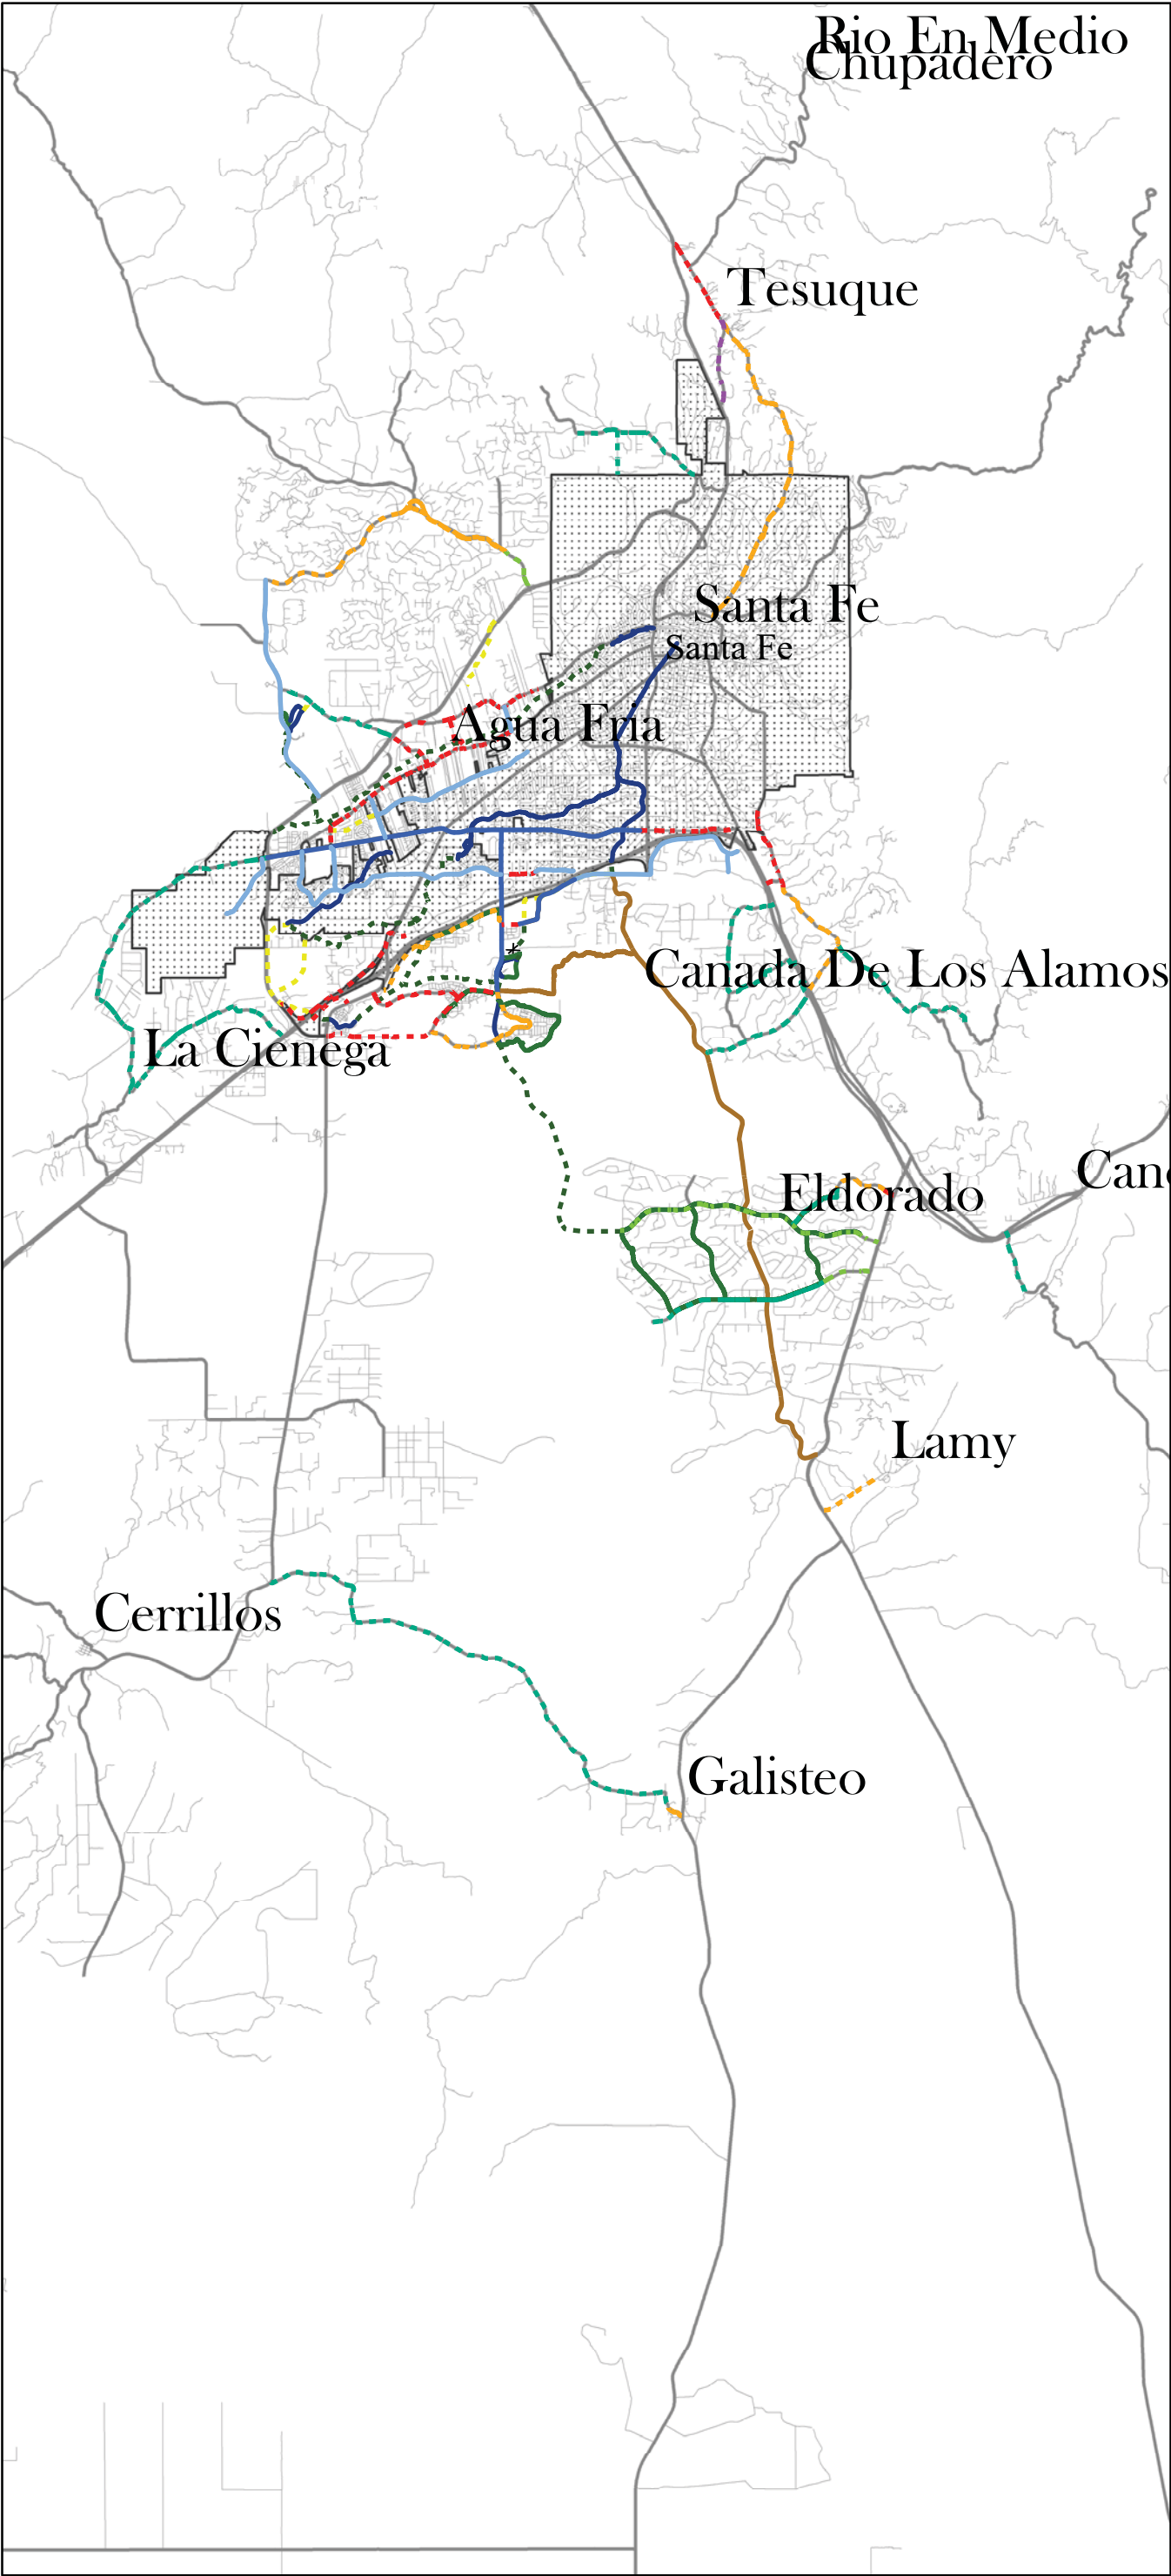 Rio En Medio
Chupadero
Tesuque
Santa Fe
Santa Fe
Agua Fria
Canada De Los Alamos
La Cienega
Canc
Eldorado
Lamy
Cerrillos
Galisteo